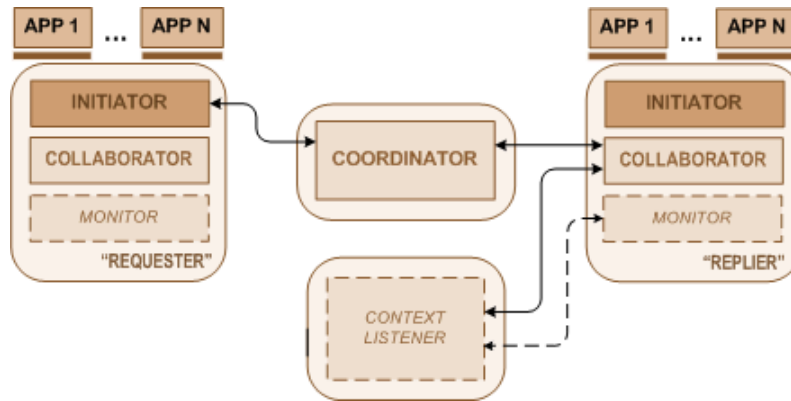 APP 1 ... APP N
INITIATOR
COLLABORATOR
MONITOR
“REQUESTER”
COORDINATOR
CONTEXT
LISTENER
APP 1 ... APP N
INITIATOR
COLLABORATOR
MONITOR
“REPLIER”